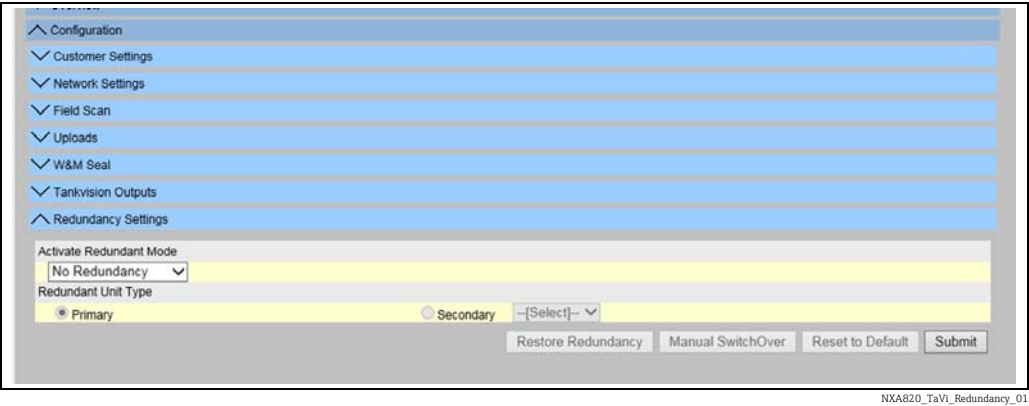 Configuration
Customer Settings
Network Settings
Field Scan
Uploads
W&M Seal
Tankvision Outputs
Redundancy Settings
Activate Redundant Mode
No Redundancy
Redundant Unit Type
Primary Secondary --[Select]--
Restore Redundancy Manual SwitchOver Reset to Default Submit
NXA820_TaVi_Redundancy_01